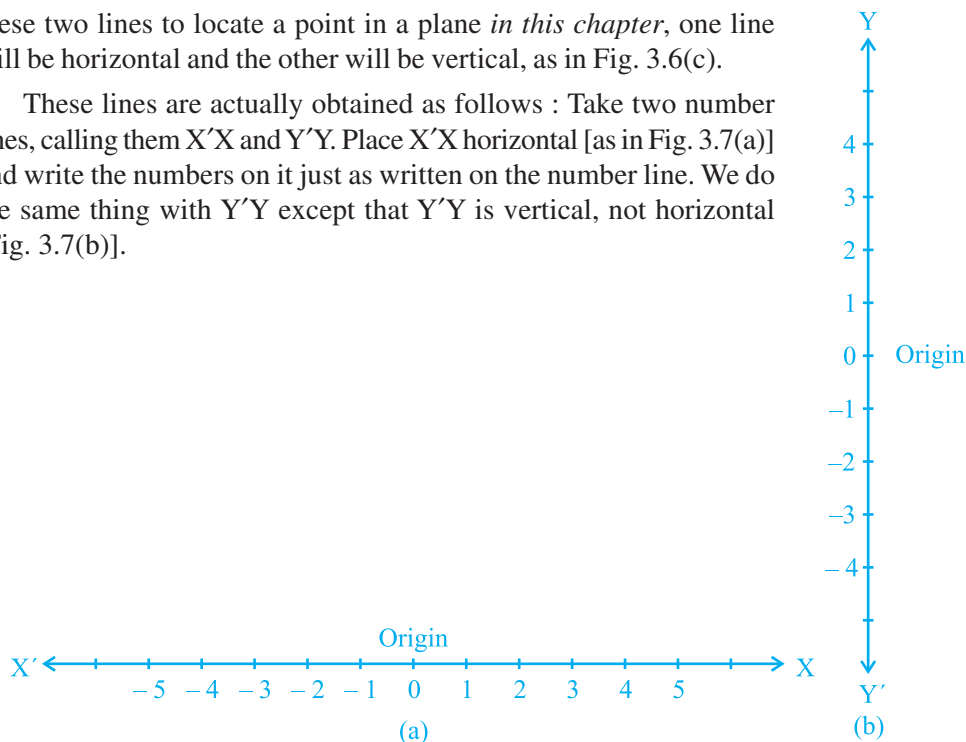 ese two lines to locate a point in a plane in this chapter, one line
ill be horizontal and the other will be vertical, as in Fig. 3.6(c).
These lines are actually obtained as follows : Take two number
nes, calling them X′X and Y′Y. Place X′X horizontal [as in Fig. 3.7(a)]
nd write the numbers on it just as written on the number line. We do
e same thing with Y′Y except that Y′Y is vertical, not horizontal
ig. 3.7(b)].
Y
4
3
2
1
0 Origin
–1
–2
–3
– 4
Y′
(b)
Origin
X′ X
– 5 – 4 – 3 – 2 – 1 0 1 2 3 4 5
(a)